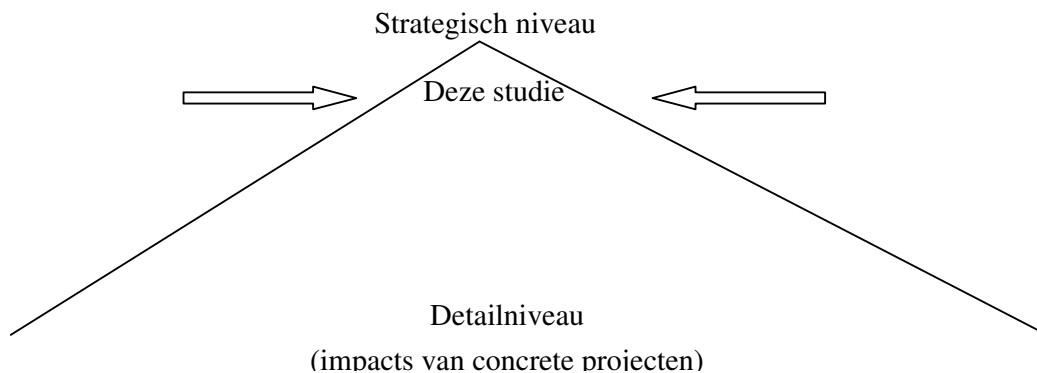 Strategisch niveau
Deze studie
Detailniveau
(impacts van concrete projecten)